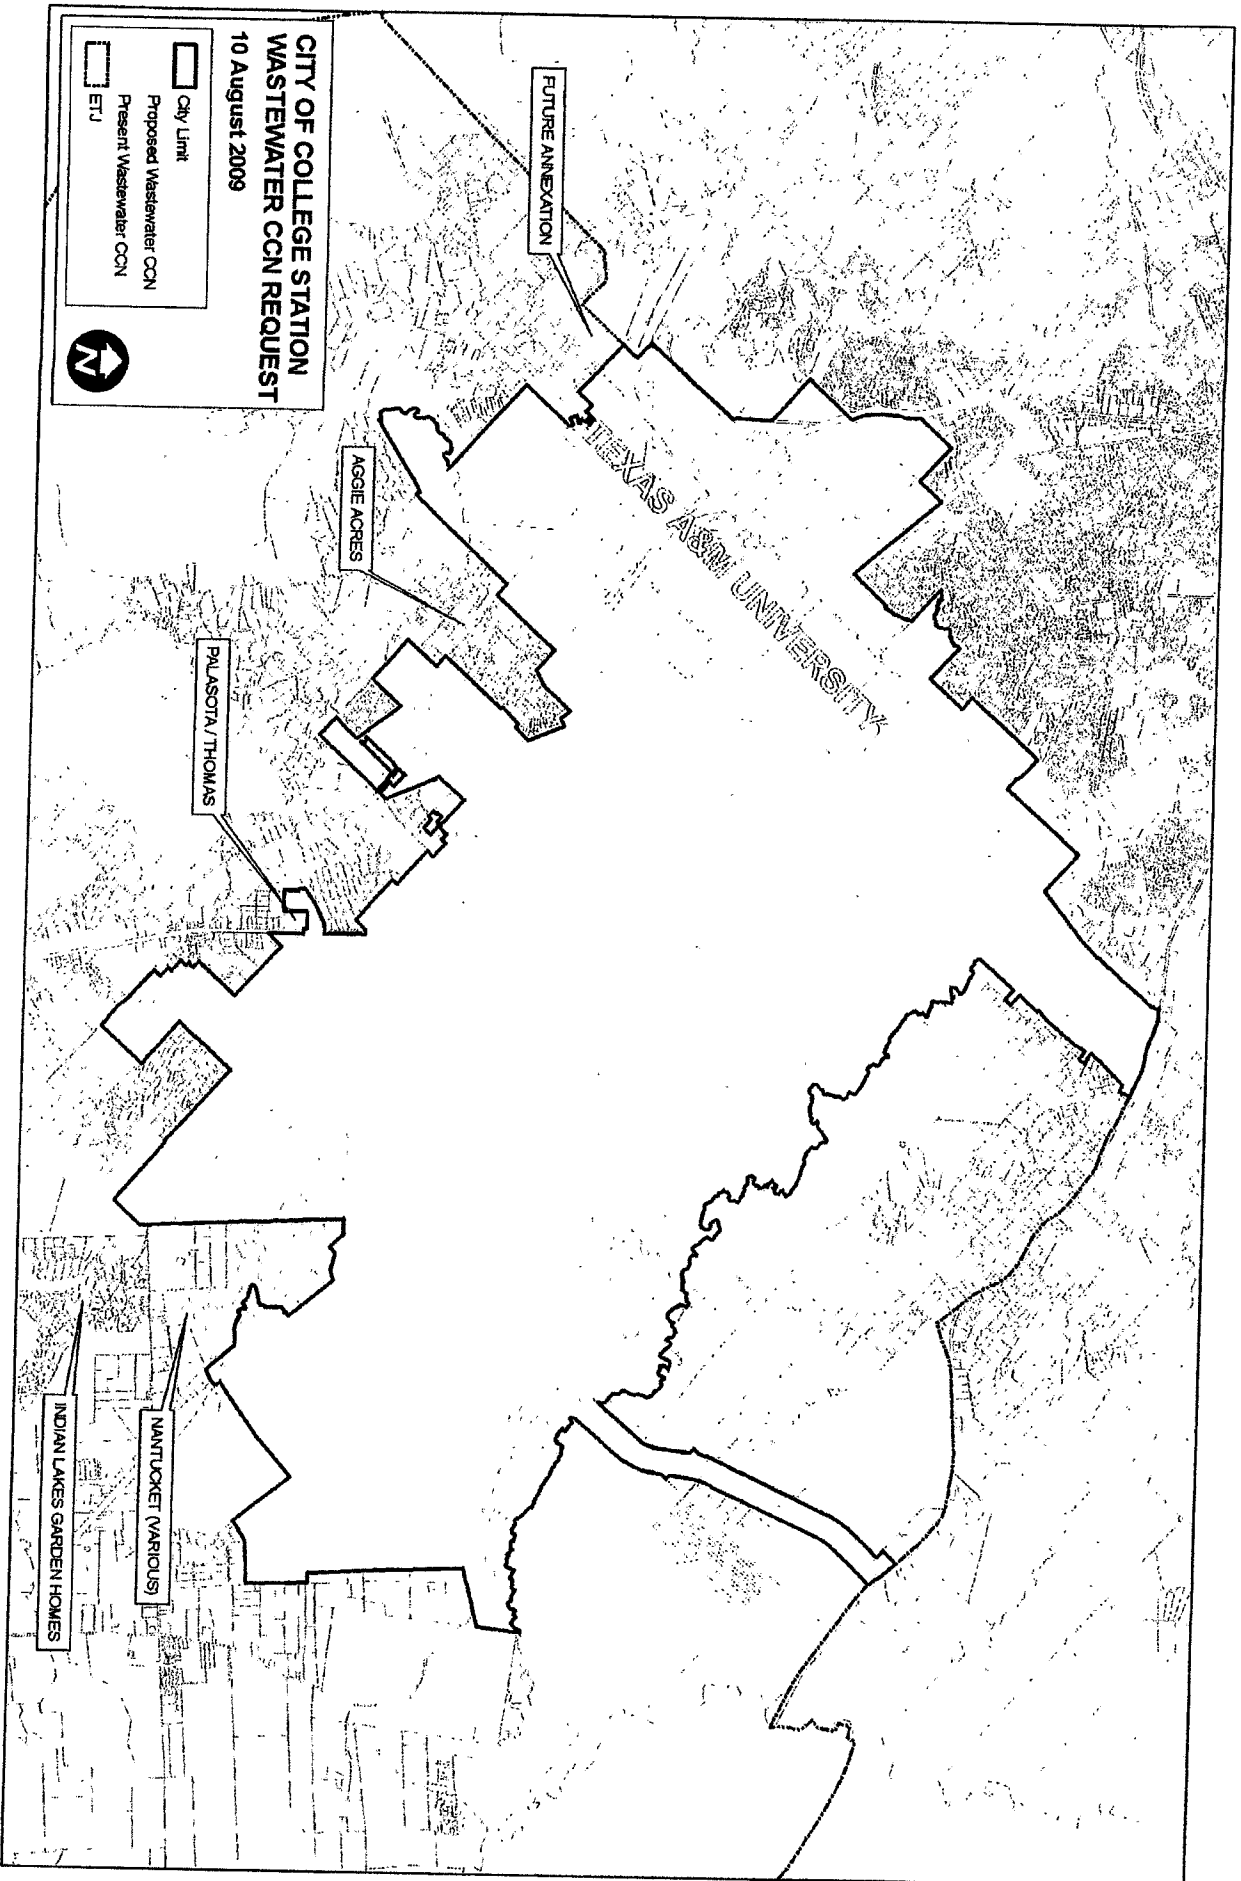 CITY OF COLLEGE STATION
WASTEWATER CCN REQUEST
10 August 2009
City Limit
Proposed Wastewater CCN
Present Wastewater CCN
ETJ
N
FUTURE ANNEXATION
TEXAS A&M UNIVERSITY
AGGIE ACRES
PALASOTA / THOMAS
NANTUCKET (VARIOUS)
INDIAN LAKES GARDEN HOMES